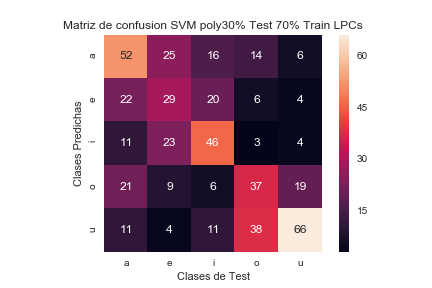 Matriz de confusion SVM poly30% Test 70% Train LPCs
Clases Predichas
a 52 25 16 14 6
e 22 29 20 6 4
i 11 23 46 3 4
o 21 9 6 37 19
u 11 4 11 38 66
a e i o u
Clases de Test
60
45
30
15